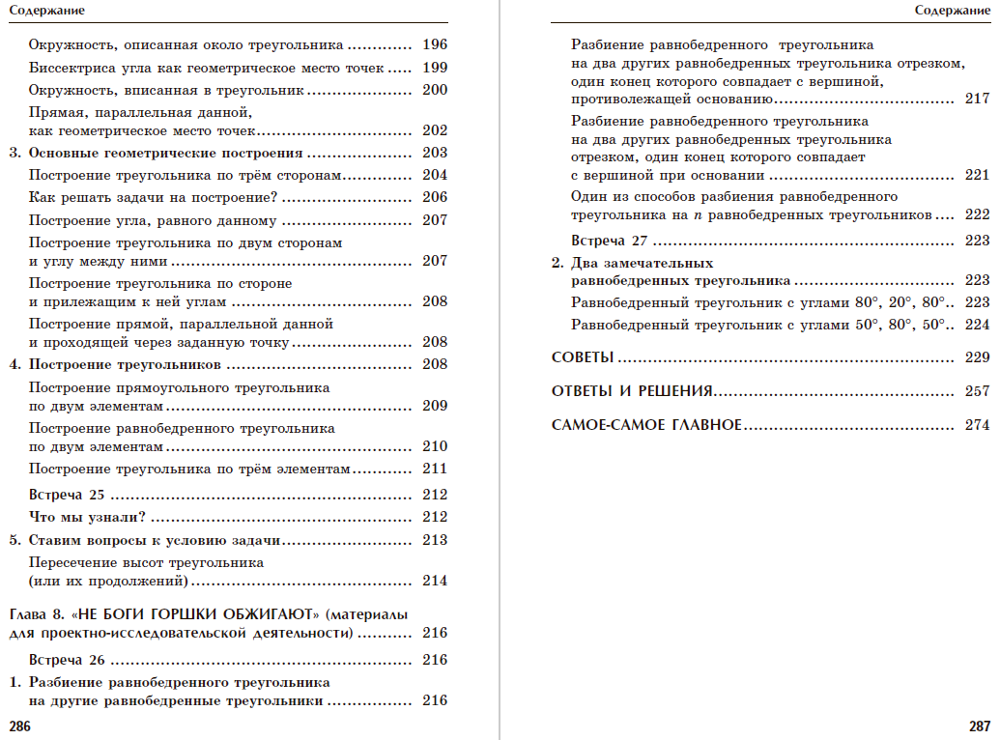 Содержание
Окружность, описанная около треугольника ............. 196
Биссектриса угла как геометрическое место точек ..... 199
Окружность, вписанная в треугольник ................... 200
Прямая, параллельная данной,
как геометрическое место точек ............................ 202
3. Основные геометрические построения ................... 203
Построение треугольника по трём сторонам ............. 204
Как решать задачи на построение? ........................ 206
Построение угла, равного данному ........................ 207
Построение треугольника по двум сторонам
и углу между ними ........................................... 207
Построение треугольника по стороне
и прилежащим к ней углам ................................. 208
Построение прямой, параллельной данной
и проходящей через заданную точку ...................... 208
4. Построение треугольников .................................. 208
Построение прямоугольного треугольника
по двум элементам ............................................ 209
Построение равнобедренного треугольника
по двум элементам ............................................ 210
Построение треугольника по трём элементам ............ 211
Встреча 25 ...................................................... 212
Что мы узнали? ................................................ 212
5. Ставим вопросы к условию задачи ........................ 213
Пересечение высот треугольника
(или их продолжений) ........................................ 214
Глава 8. «НЕ БОГИ ГОРШКИ ОБЖИГАЮТ» (материалы
для проектно-исследовательской деятельности) ........... 216
Встреча 26 ...................................................... 216
1. Разбиение равнобедренного треугольника
на другие равнобедренные треугольники ................. 216
286
Содержание
Разбиение равнобедренного треугольника
на два других равнобедренных треугольника отрезком,
один конец которого совпадает с вершиной,
противолежащей основанию .................................. 217
Разбиение равнобедренного треугольника
на два других равнобедренных треугольника
отрезком, один конец которого совпадает
с вершиной при основании ................................... 221
Один из способов разбиения равнобедренного
треугольника на n равнобедренных треугольников .... 222
Встреча 27 ...................................................... 223
2. Два замечательных
равнобедренных треугольника .............................. 223
Равнобедренный треугольник с углами 80°, 20°, 80° .. 223
Равнобедренный треугольник с углами 50°, 80°, 50° .. 224
СОВЕТЫ ............................................................ 229
ОТВЕТЫ И РЕШЕНИЯ ........................................... 257
САМОЕ-САМОЕ ГЛАВНОЕ ...................................... 274
287